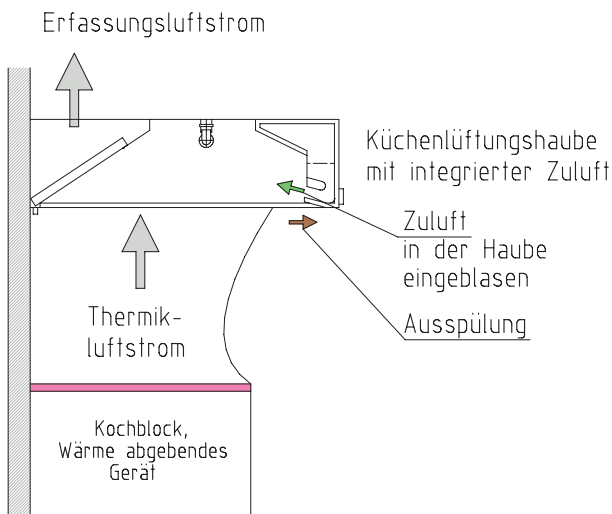 Erfassungsluftstrom
Küchenlüftungshaube
mit integrierter Zuluft
Zuluft
in der Haube
eingeblasen
Ausspülung
Thermik-
luftstrom
Kochblock,
Wärme abgebendes
Gerät